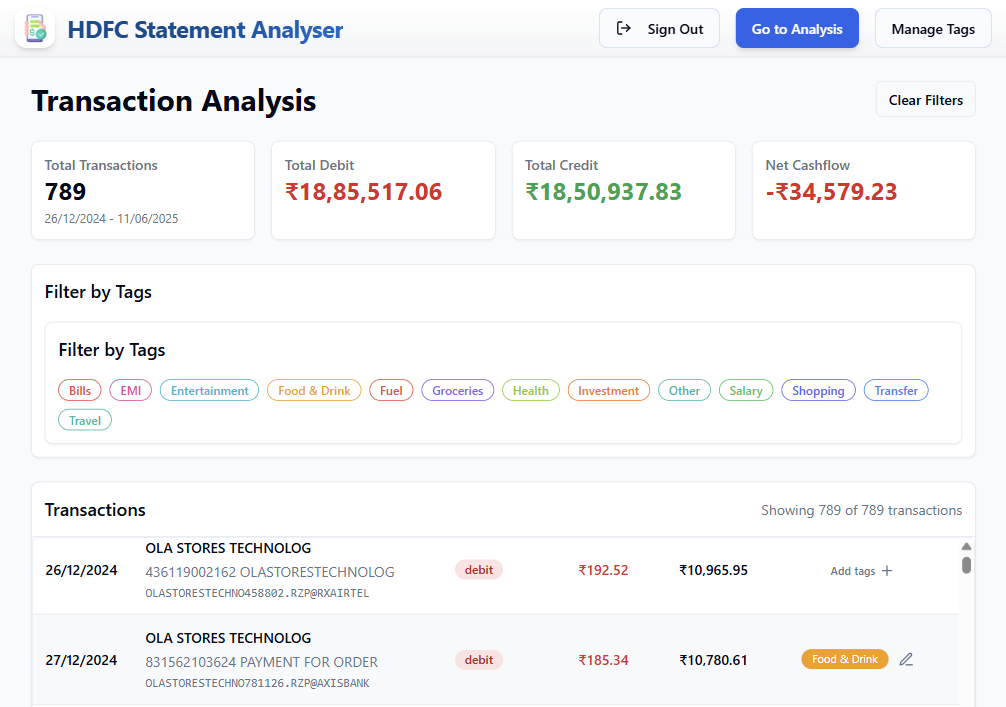 HDFC Statement Analyser
Sign Out
Go to Analysis
Manage Tags
Transaction Analysis
Clear Filters
Total Transactions
789
26/12/2024 - 11/06/2025
Total Debit
₹18,85,517.06
Total Credit
₹18,50,937.83
Net Cashflow
-₹34,579.23
Filter by Tags
Filter by Tags
Bills EMI Entertainment Food & Drink Fuel Groceries Health Investment Other Salary Shopping Transfer
Travel
Transactions
Showing 789 of 789 transactions
OLA STORES TECHNOLOG
26/12/2024 436119002162 OLASTORESTECHNOLOG debit ₹192.52 ₹10,965.95 Add tags +
OLASTORESTECHNO458802.RZP@RXAIRTEL
OLA STORES TECHNOLOG
27/12/2024 831562103624 PAYMENT FOR ORDER debit ₹185.34 ₹10,780.61 Food & Drink
OLASTORESTECHNO781126.RZP@AXISBANK